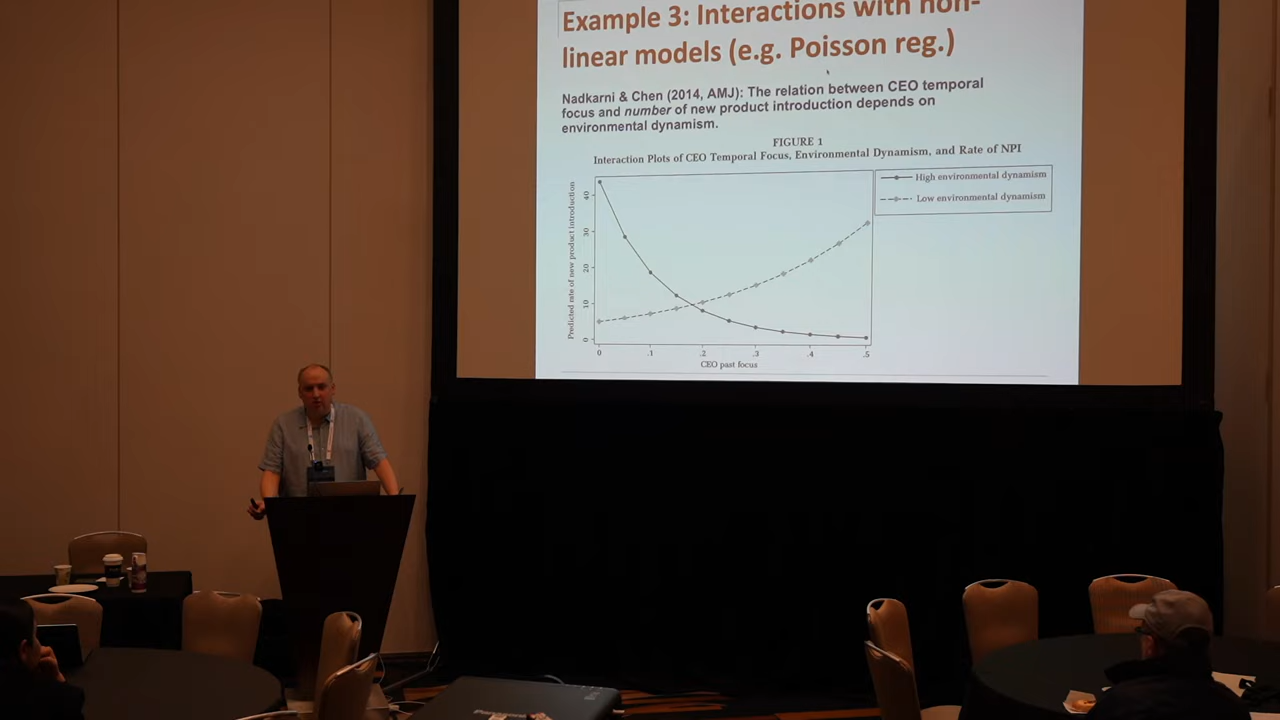 Example 3: Interactions with non-
linear models (e.g. Poisson reg.)
Nadkarni & Chen (2014, AMJ): The relation between CEO temporal
focus and number of new product introduction depends on
environmental dynamism.
FIGURE 1
Interaction Plots of CEO Temporal Focus, Environmental Dynamism, and Rate of NPI
High environmental dynamism
Low environmental dynamism
Predicted rate of new product introduction
40
30
20
10
0
0 .1 .2 .3 .4 .5
CEO past focus